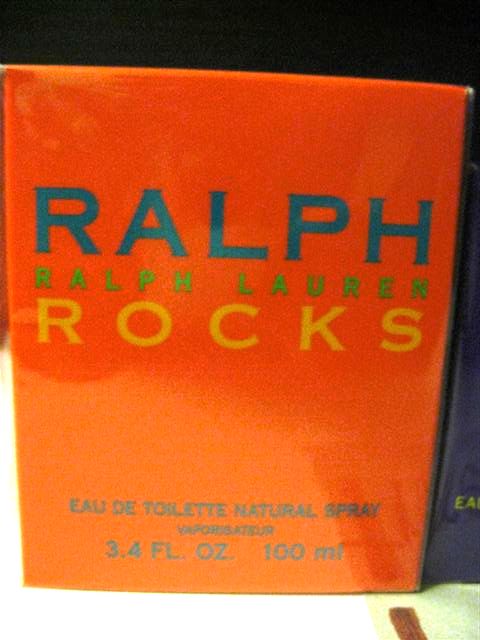 RALPH
RALPH LAUREN
ROCKS
EAU DE TOILETTE NATURAL SPRAY
VAPORISATEUR
3.4 FL. OZ. 100 ml